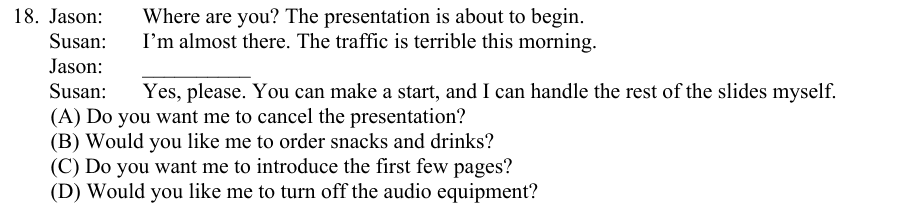 18. Jason: Where are you? The presentation is about to begin.
Susan: I’m almost there. The traffic is terrible this morning.
Jason: __________
Susan: Yes, please. You can make a start, and I can handle the rest of the slides myself.
(A) Do you want me to cancel the presentation?
(B) Would you like me to order snacks and drinks?
(C) Do you want me to introduce the first few pages?
(D) Would you like me to turn off the audio equipment?